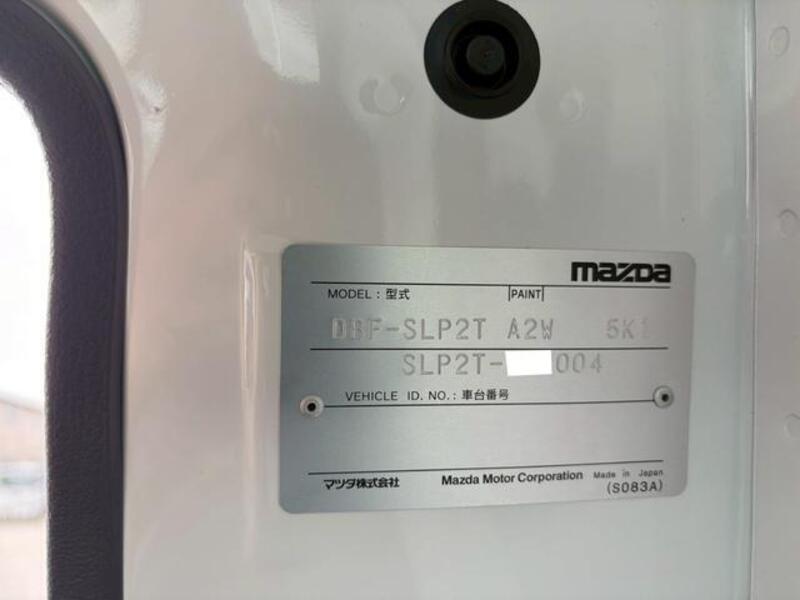 mazda
MODEL : 型式 PAINT
DBF-SLP2T A2W 5K1
SLP2T- 004
VEHICLE ID. NO. : 車台番号
マツダ株式会社 Mazda Motor Corporation Made in Japan
(S083A)